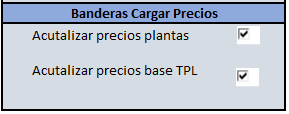 Banderas Cargar Precios
Acutalizar precios plantas
Acutalizar precios base TPL